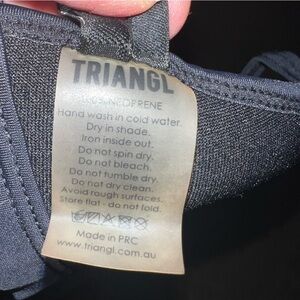 TRIANGL
NEOPRENE
Hand wash in cold water.
Dry in shade.
Iron inside out.
Do not spin dry.
Do not bleach.
Do not tumble dry.
Do not dry clean.
Avoid rough surfaces.
Store flat - do not fold.
Made in PRC
www.triangl.com.au